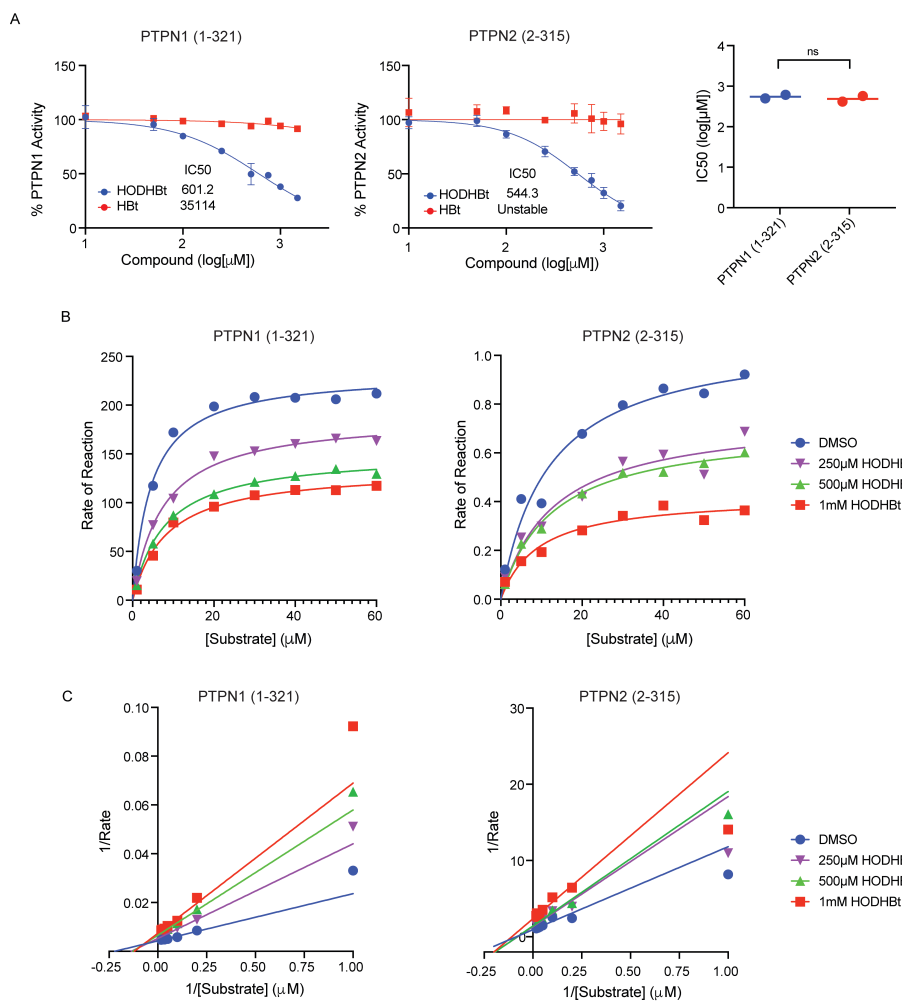 A
PTPN1 (1-321)
150
100
50
0
% PTPN1 Activity
IC50
HODHBt 601.2
HBt 35114
1 2 3
Compound (log[μM])
PTPN2 (2-315)
150
100
50
0
% PTPN2 Activity
IC50
HODHBt 544.3
HBt Unstable
1 2 3
Compound (log[μM])
ns
4
3
2
1
0
IC50 (log[μM])
PTPN1 (1-321)
PTPN2 (2-315)
B
PTPN1 (1-321)
250
200
150
100
50
0
Rate of Reaction
0 20 40 60
[Substrate] (μM)
PTPN2 (2-315)
1.0
0.8
0.6
0.4
0.2
0.0
Rate of Reaction
0 20 40 60
[Substrate] (μM)
DMSO
250μM HODHE
500μM HODHE
1mM HODHBt
C
PTPN1 (1-321)
0.10
0.08
0.06
0.04
0.02
1/Rate
-0.25 0.00 0.25 0.50 0.75 1.00
1/[Substrate] (μM)
PTPN2 (2-315)
30
20
10
0
1/Rate
-0.25 0.00 0.25 0.50 0.75 1.00
1/[Substrate] (μM)
DMSO
250μM HODHE
500μM HODHE
1mM HODHBt